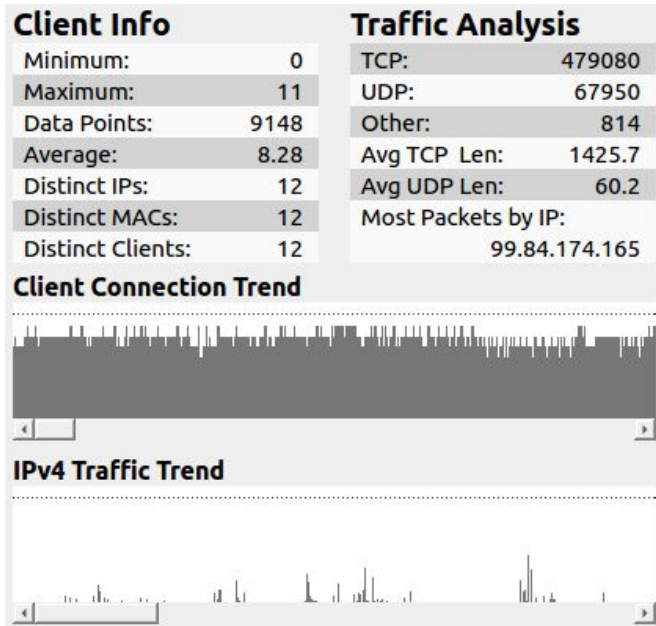 Client Info
Minimum: 0
Maximum: 11
Data Points: 9148
Average: 8.28
Distinct IPs: 12
Distinct MACs: 12
Distinct Clients: 12
Traffic Analysis
TCP: 479080
UDP: 67950
Other: 814
Avg TCP Len: 1425.7
Avg UDP Len: 60.2
Most Packets by IP:
99.84.174.165
Client Connection Trend
IPv4 Traffic Trend